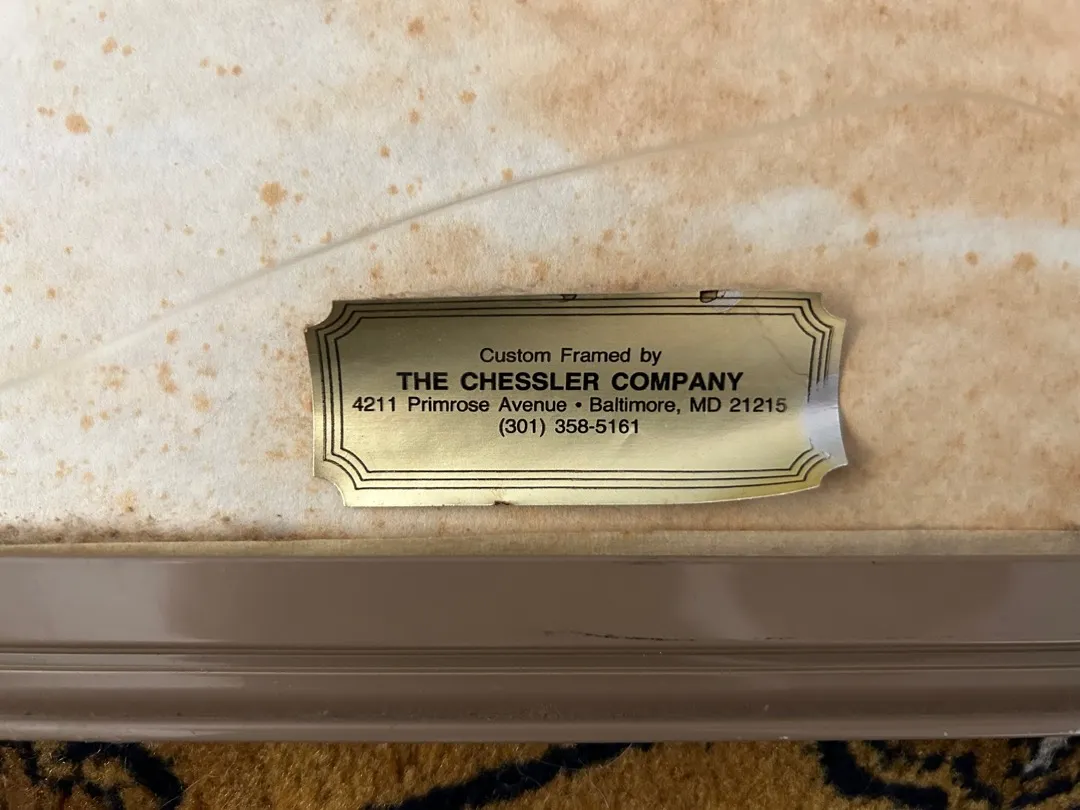 Custom Framed by
THE CHESSLER COMPANY
4211 Primrose Avenue • Baltimore, MD 21215
(301) 358-5161